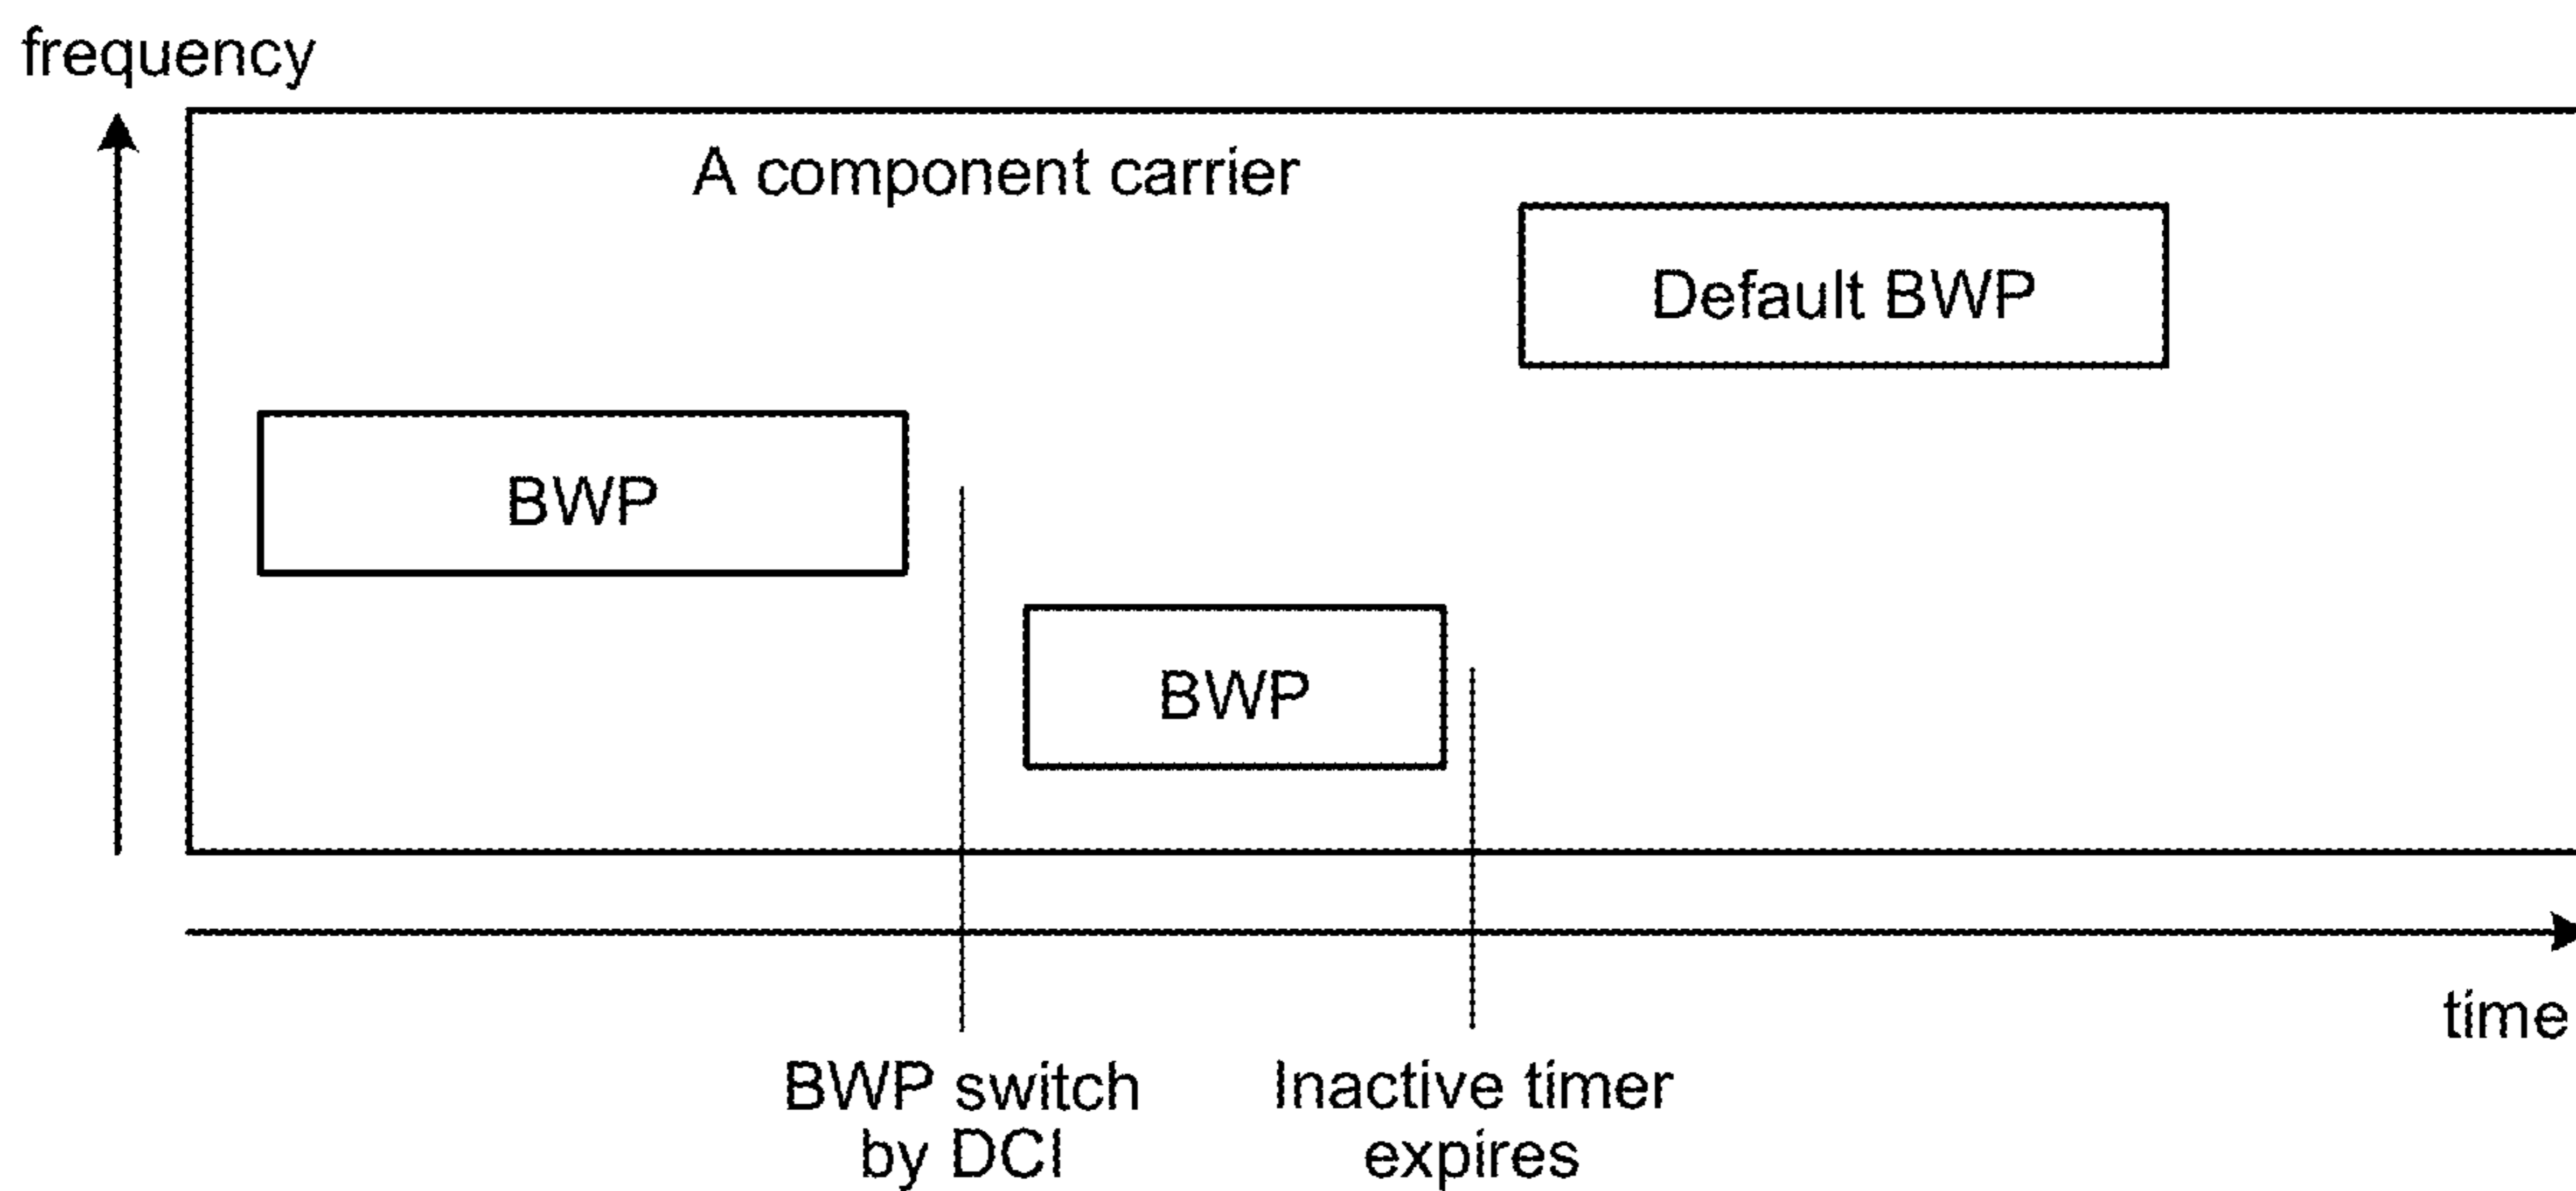 frequency
A component carrier
Default BWP
BWP
BWP
time
BWP switch
by DCI
Inactive timer
expires